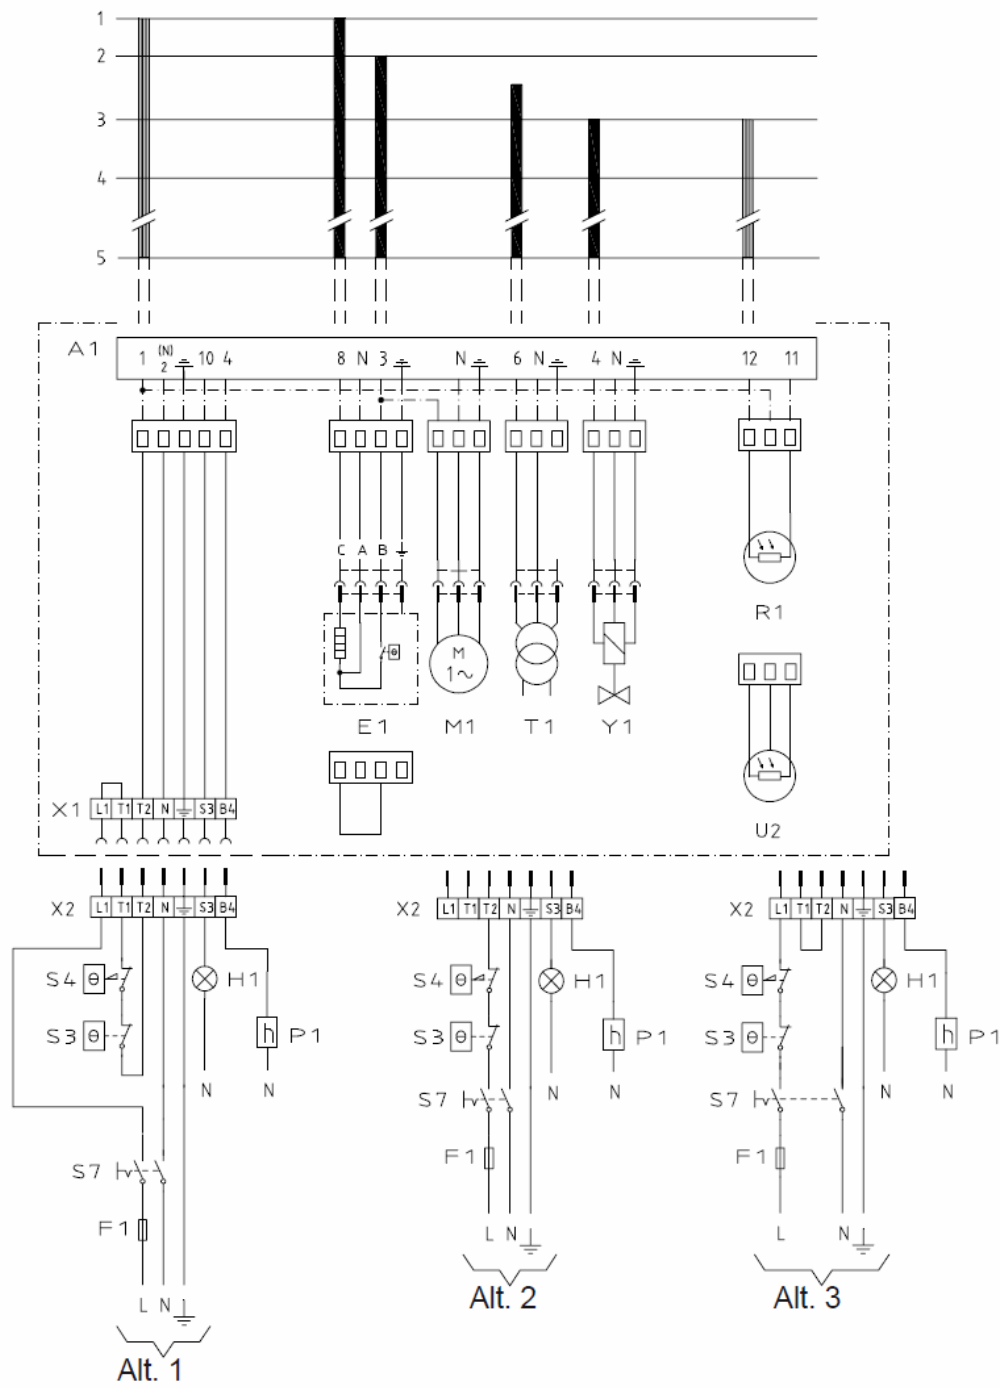 1
2
3
4
5
A1
1 (N) 2 10 4 8 N 3 N 6 N 4 N 12 11
C A B
R1
M
1~
E1 M1 T1 Y1
X1 L1 T1 T2 N S3 B4
U2
X2 L1 T1 T2 N S3 B4
X2 L1 T1 T2 N S3 B4
X2 L1 T1 T2 N S3 B4
S4 θ H1
S4 θ H1
S4 θ H1
S3 θ h P1
S3 θ h P1
S3 θ h P1
N N
N N
N N
S7
S7
S7
F1
F1
F1
L N
L N
L N
Alt. 1
Alt. 2
Alt. 3